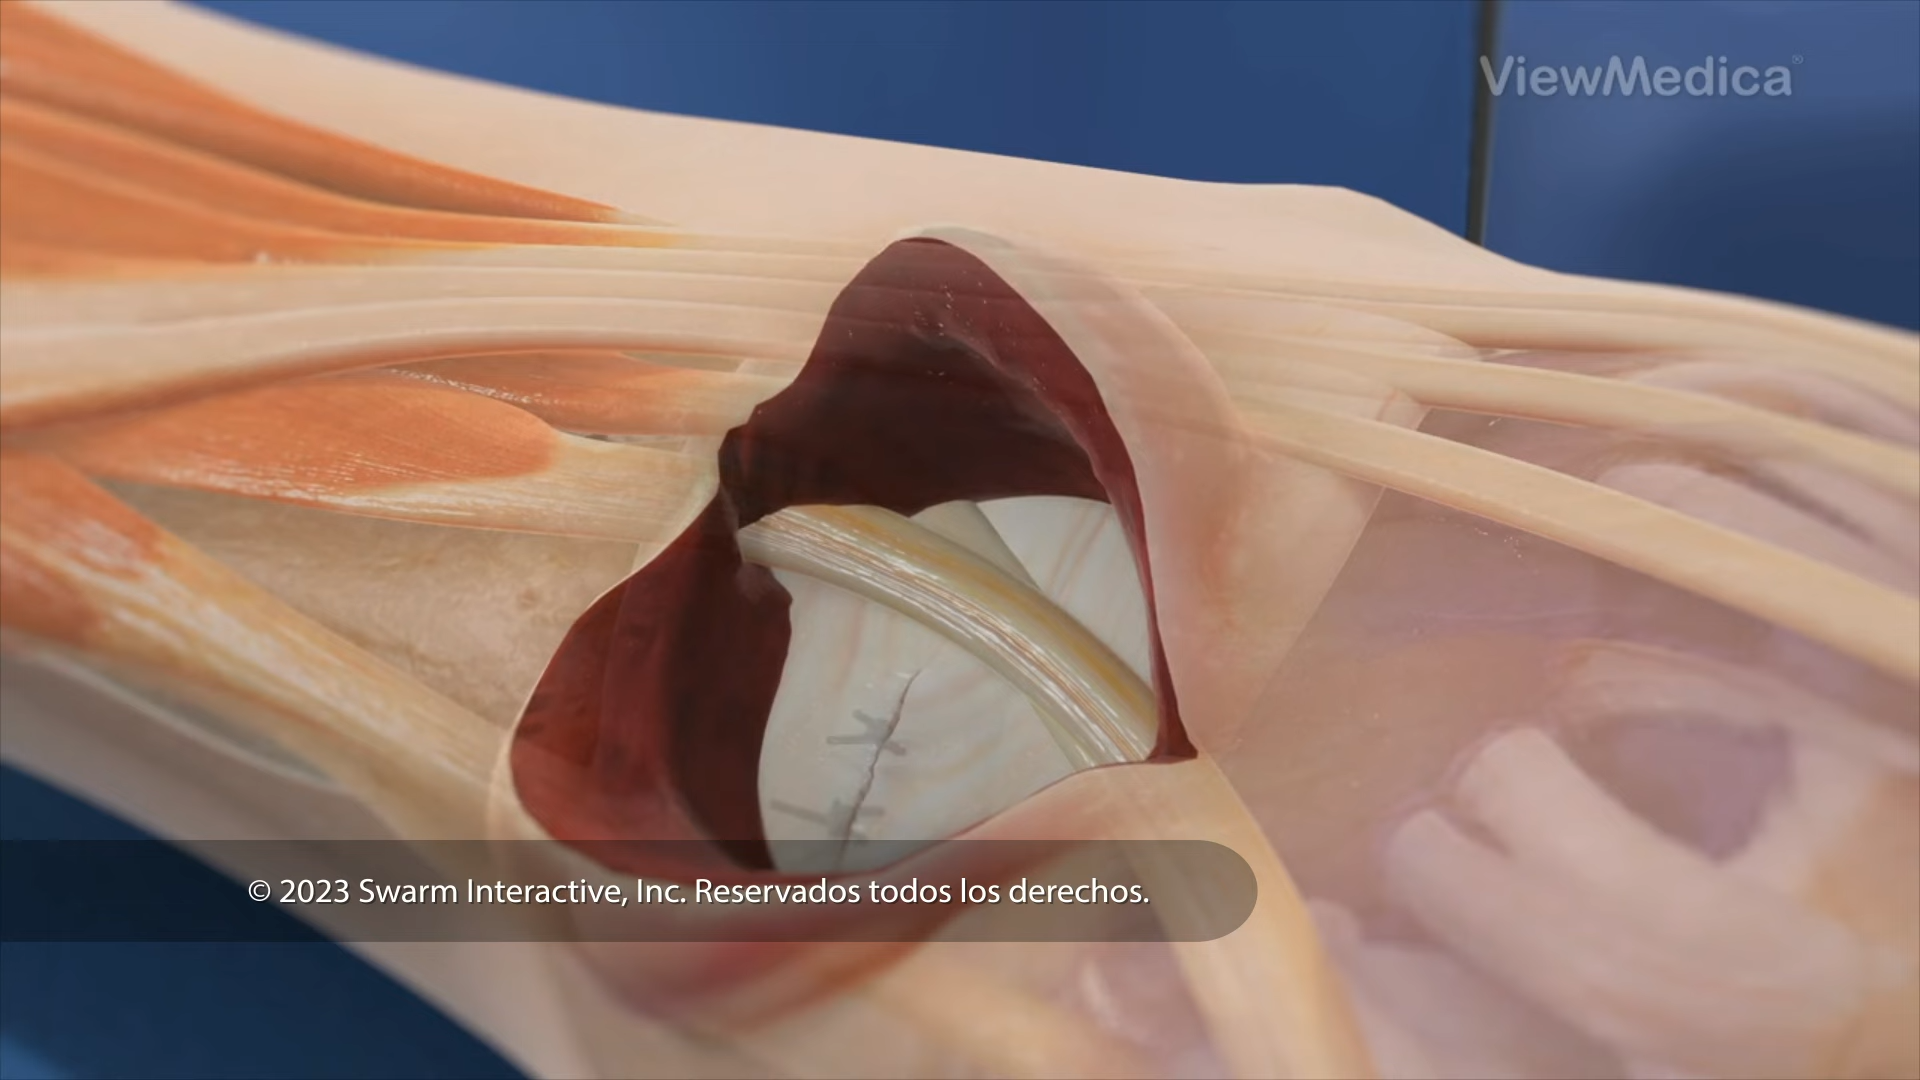 ViewMedica®
© 2023 Swarm Interactive, Inc. Reservados todos los derechos.